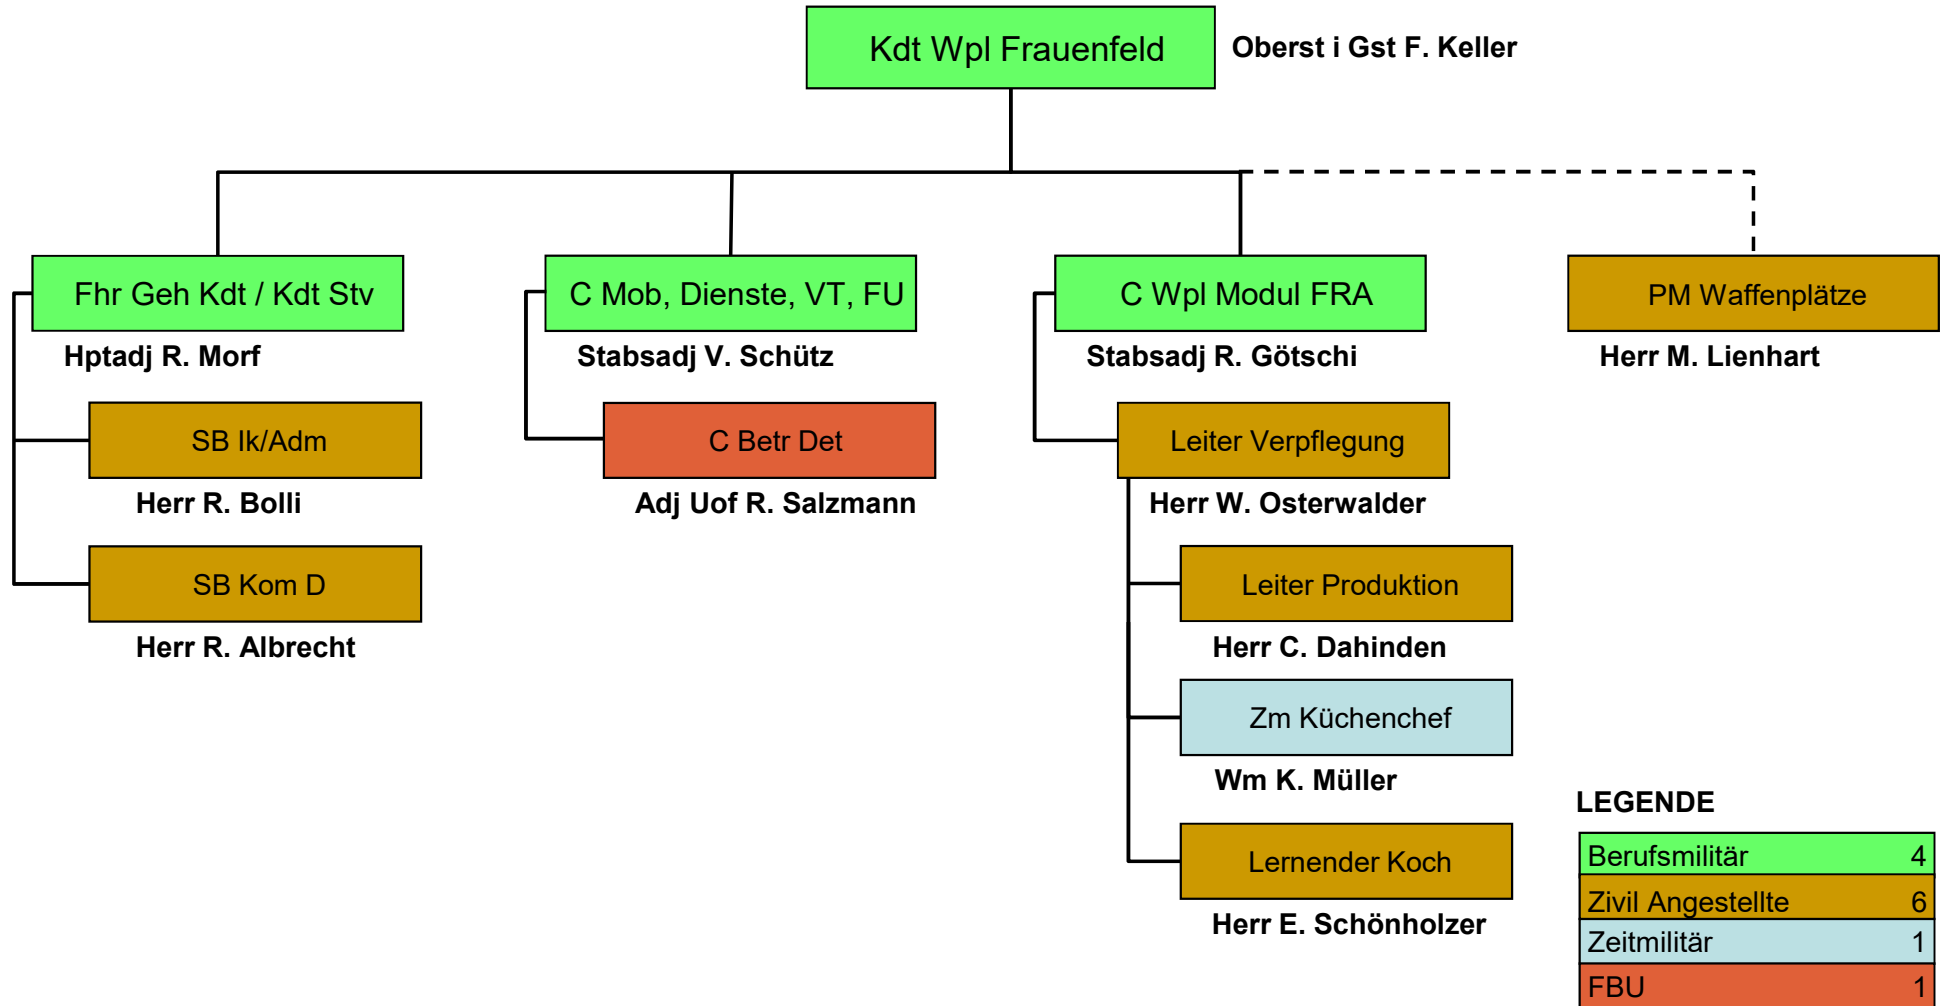 Kdt Wpl Frauenfeld
Oberst i Gst F. Keller
Fhr Geh Kdt / Kdt Stv
Hptadj R. Morf
SB Ik/Adm
Herr R. Bolli
SB Kom D
Herr R. Albrecht
C Mob, Dienste, VT, FU
Stabsadj V. Schütz
C Betr Det
Adj Uof R. Salzmann
C Wpl Modul FRA
Stabsadj R. Götschi
Leiter Verpflegung
Herr W. Osterwalder
Leiter Produktion
Herr C. Dahinden
Zm Küchenchef
Wm K. Müller
Lernender Koch
Herr E. Schönholzer
PM Waffenplätze
Herr M. Lienhart
LEGENDE
Berufsmilitär 4
Zivil Angestellte 6
Zeitmilitär 1
FBU 1